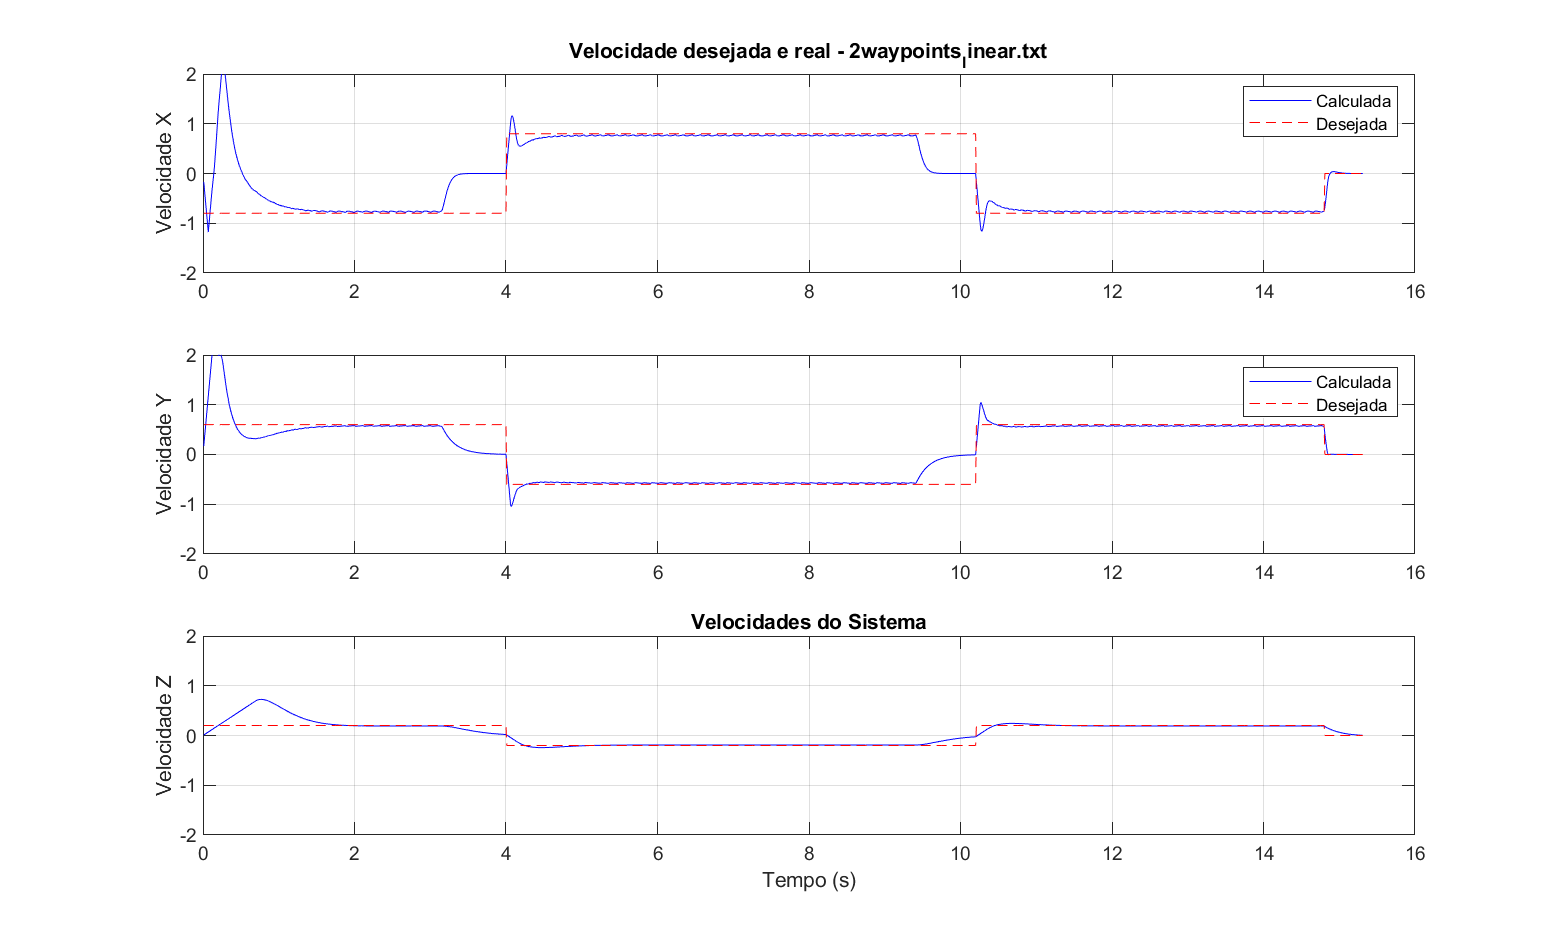 Velocidade desejada e real - 2waypointslinear.txt
Velocidade X
2
1
0
-1
-2
0 2 4 6 8 10 12 14 16
Calculada
Desejada
Velocidade Y
2
1
0
-1
-2
0 2 4 6 8 10 12 14 16
Calculada
Desejada
Velocidades do Sistema
Velocidade Z
2
1
0
-1
-2
0 2 4 6 8 10 12 14 16
Tempo (s)